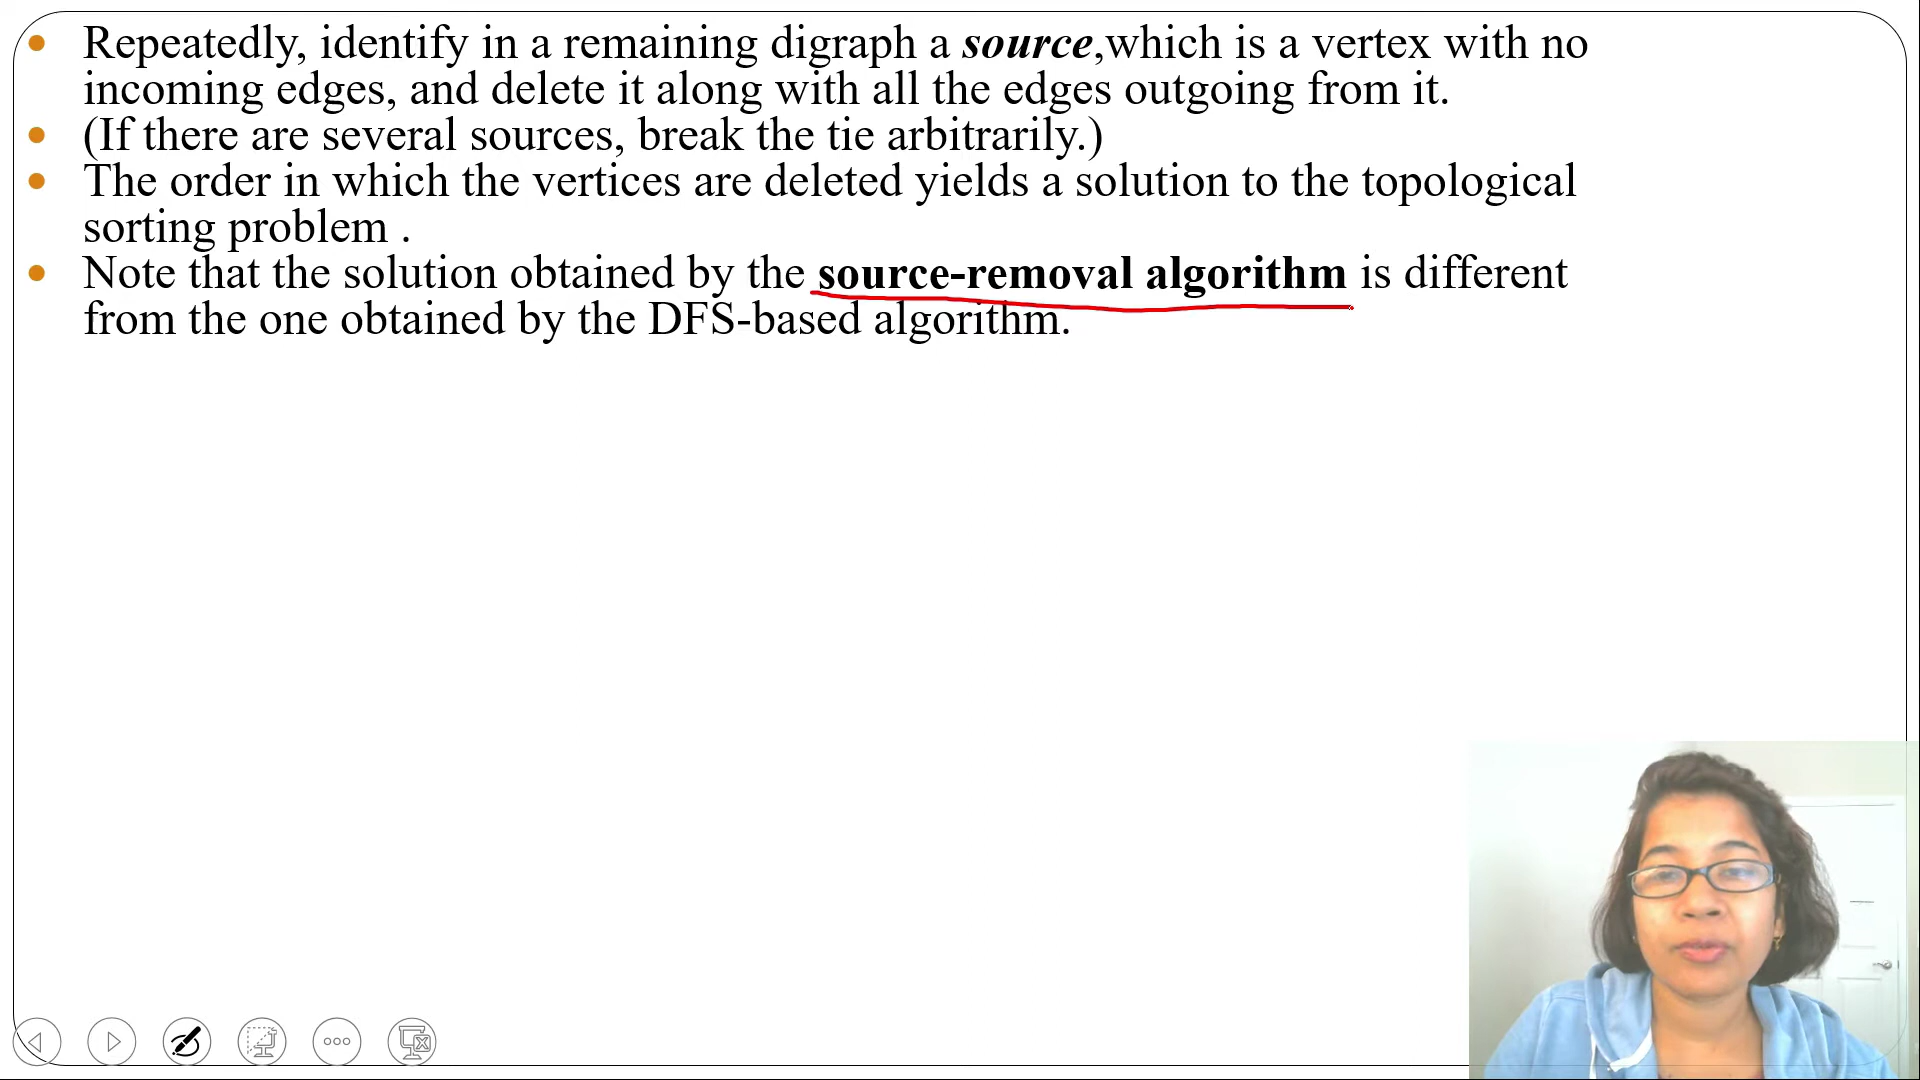 Repeatedly, identify in a remaining digraph a source,which is a vertex with no
incoming edges, and delete it along with all the edges outgoing from it.
(If there are several sources, break the tie arbitrarily.)
The order in which the vertices are deleted yields a solution to the topological
sorting problem .
Note that the solution obtained by the source-removal algorithm is different
from the one obtained by the DFS-based algorithm.